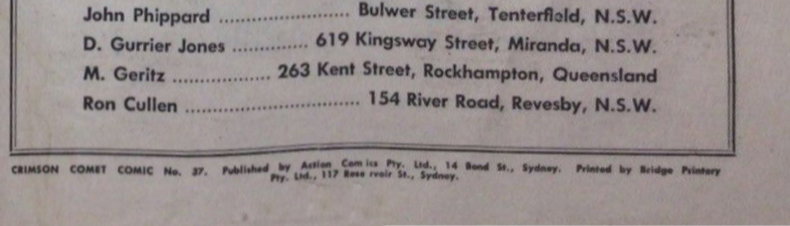 John Phippard ........................ Bulwer Street, Tenterfield, N.S.W.
D. Gurrier Jones .............. 619 Kingsway Street, Miranda, N.S.W.
M. Geritz .................. 263 Kent Street, Rockhampton, Queensland
Ron Cullen ................................ 154 River Road, Revesby, N.S.W.
CRIMSON COMET COMIC No. 37. Published by Action Comics Pty. Ltd., 14 Bond St., Sydney. Printed by Bridge Printery
Pty. Ltd., 117 Reservoir St., Sydney.